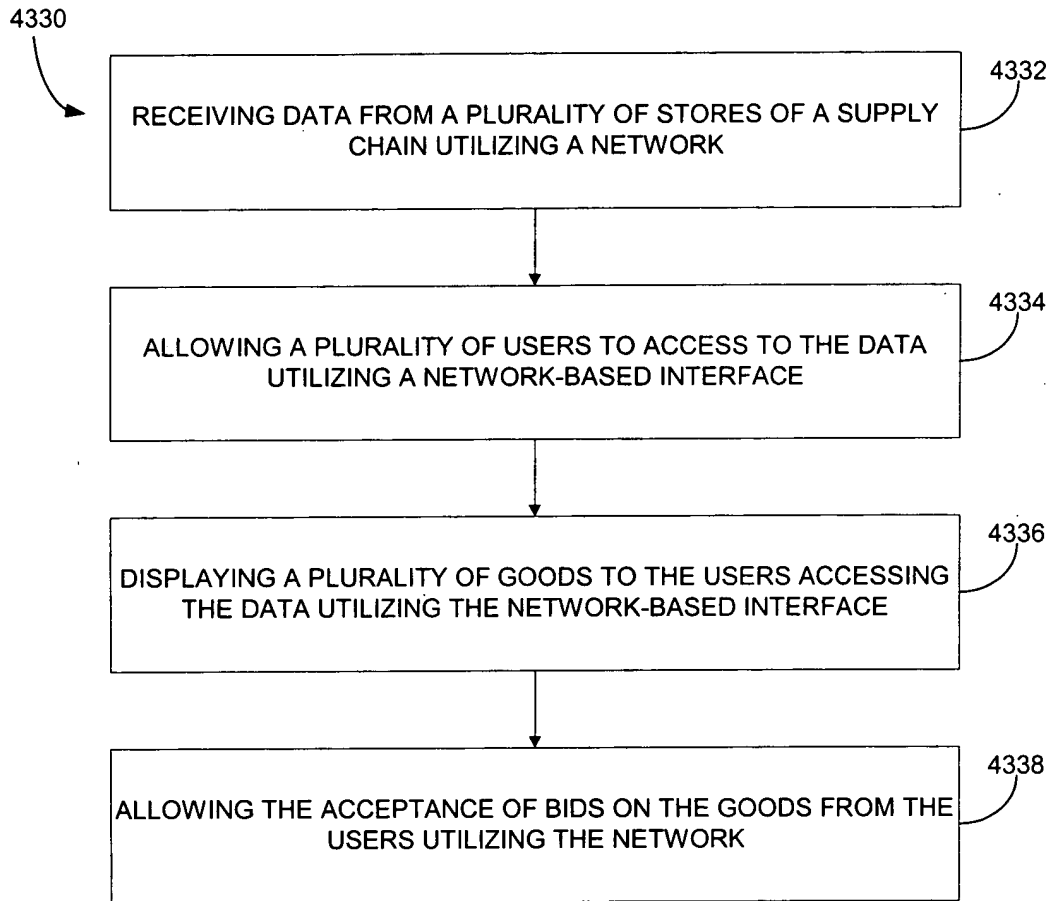 4330
4332
RECEIVING DATA FROM A PLURALITY OF STORES OF A SUPPLY
CHAIN UTILIZING A NETWORK
4334
ALLOWING A PLURALITY OF USERS TO ACCESS TO THE DATA
UTILIZING A NETWORK-BASED INTERFACE
4336
DISPLAYING A PLURALITY OF GOODS TO THE USERS ACCESSING
THE DATA UTILIZING THE NETWORK-BASED INTERFACE
4338
ALLOWING THE ACCEPTANCE OF BIDS ON THE GOODS FROM THE
USERS UTILIZING THE NETWORK